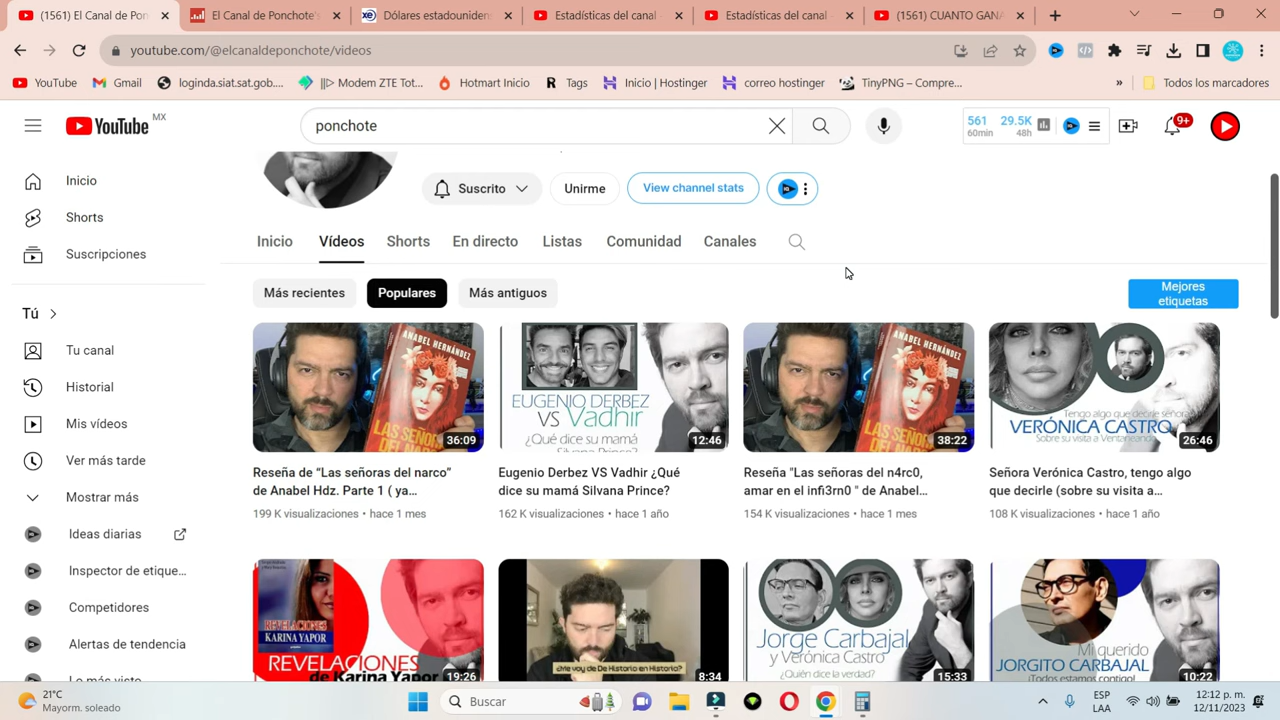 (1561) El Canal de Pon
El Canal de Ponchote's
Dólares estadouniden
Estadísticas del canal -
Estadísticas del canal -
(1561) CUANTO GANA
youtube.com/@elcanaldeponchote/videos
YouTube
Gmail
loginda.siat.sat.gob....
|| Modem ZTE Tot...
Hotmart Inicio
Tags
Inicio | Hostinger
correo hostinger
TinyPNG – Compre...
»
Todos los marcadores
YouTube MX
ponchote
561 60min
29.5K 48h
9+
Suscrito
Unirme
View channel stats
Inicio
Vídeos
Shorts
En directo
Listas
Comunidad
Canales
Más recientes
Populares
Más antiguos
Mejores
etiquetas
Inicio
Shorts
Suscripciones
Tú
Tu canal
Historial
Mis vídeos
Ver más tarde
Mostrar más
Ideas diarias
Inspector de etique...
Competidores
Alertas de tendencia
ANABEL HERNÁNDEZ
LAS SEÑORAS
DEL NARCO
36:09
Reseña de “Las señoras del narco”
de Anabel Hdz. Parte 1 ( ya...
199 K visualizaciones • hace 1 mes
EUGENIO DERBEZ
VS Vadhir
¿Qué dice su mamá
Silvana Prince?
12:46
Eugenio Derbez VS Vadhir ¿Qué
dice su mamá Silvana Prince?
162 K visualizaciones • hace 1 año
ANABEL HERNÁNDEZ
LAS SEÑORAS
DEL NARCO
38:22
Reseña "Las señoras del n4rc0,
amar en el infi3rn0 " de Anabel...
154 K visualizaciones • hace 1 mes
Tengo algo que decirle señora
VERÓNICA CASTRO
Sobre su visita a Ventaneando
26:46
Señora Verónica Castro, tengo algo
que decirle (sobre su visita a...
108 K visualizaciones • hace 1 año
REVELACIONES
KARINA YAPOR
REVELACIONES
de Karina Yapor
19:26
¿Me voy de De Historia en Historia?
8:34
Jorge Carbajal
y Verónica Castro
¿Quién dice la verdad?
15:33
Mi querido
JORGITO CARBAJAL
¡Todos estamos contigo!
10:22
21°C
Mayorm. soleado
Buscar
ESP
LAA
12:12 p. m.
12/11/2023